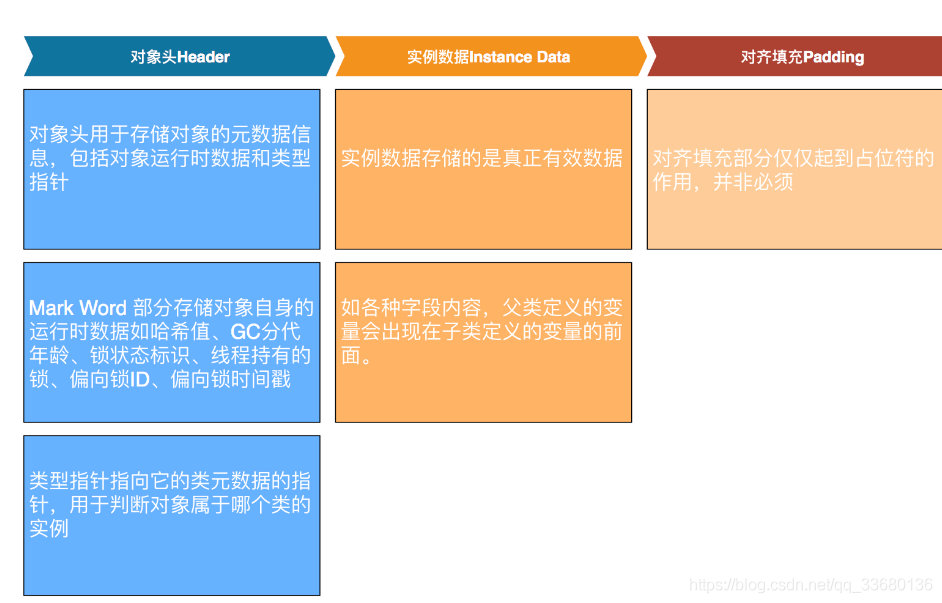 对象头Header
实例数据Instance Data
对齐填充Padding
对象头用于存储对象的元数据信
息，包括对象运行时数据和类型
指针
实例数据存储的是真正有效数据
对齐填充部分仅仅起到占位符的
作用，并非必须
Mark Word 部分存储对象自身的
运行时数据如哈希值、GC分代
年龄、锁状态标识、线程持有的
锁、偏向锁ID、偏向锁时间戳
如各种字段内容，父类定义的变
量会出现在子类定义的变量的前
面。
类型指针指向它的类元数据的指
针，用于判断对象属于哪个类的
实例
https://blog.csdn.net/qq_33680136